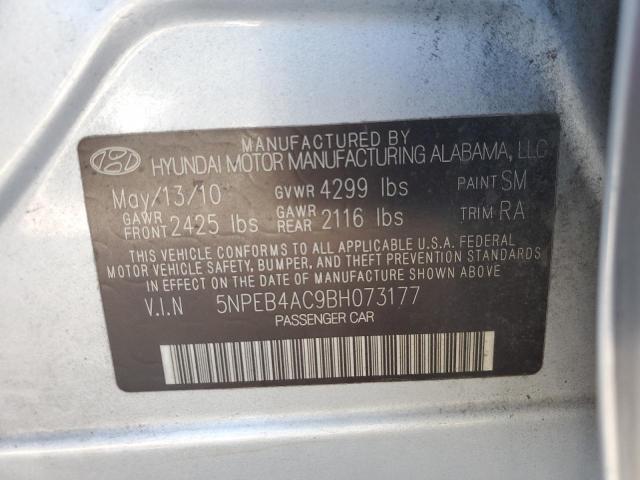 MANUFACTURED BY
HYUNDAI MOTOR MANUFACTURING ALABAMA, LLC
May/13/10 GVWR 4299 lbs PAINT SM
GAWR FRONT 2425 lbs GAWR REAR 2116 lbs TRIM RA
THIS VEHICLE CONFORMS TO ALL APPLICABLE U.S.A. FEDERAL
MOTOR VEHICLE SAFETY, BUMPER, AND THEFT PREVENTION STANDARDS
IN EFFECT ON THE DATE OF MANUFACTURE SHOWN ABOVE.
V.I.N 5NPEB4AC9BH073177
PASSENGER CAR